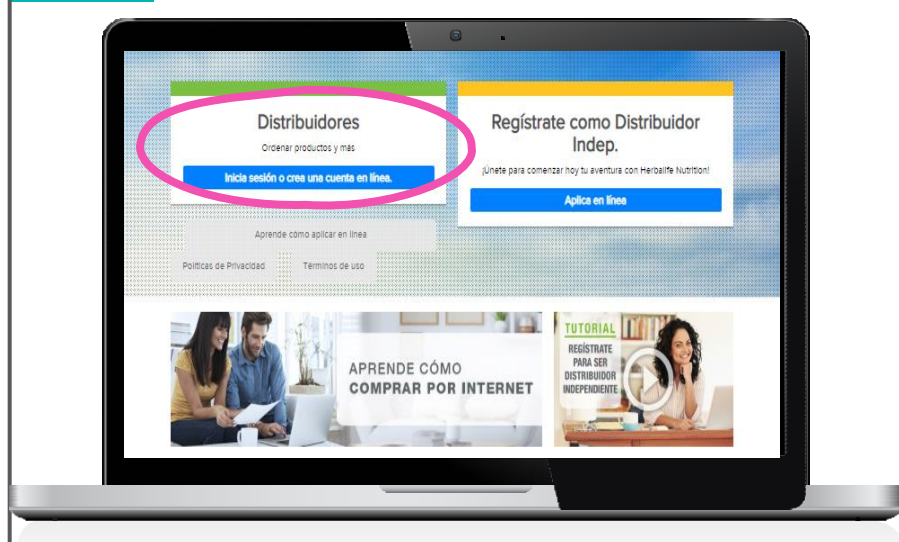 Distribuidores
Ordenar productos y más
Inicia sesión o crea una cuenta en línea.
Regístrate como Distribuidor
Indep.
¡Únete para comenzar hoy tu aventura con Herbalife Nutrition!
Aplica en línea
Aprende cómo aplicar en línea
Políticas de Privacidad
Términos de uso
APRENDE CÓMO
COMPRAR POR INTERNET
TUTORIAL
REGÍSTRATE
PARA SER
DISTRIBUIDOR
INDEPENDIENTE